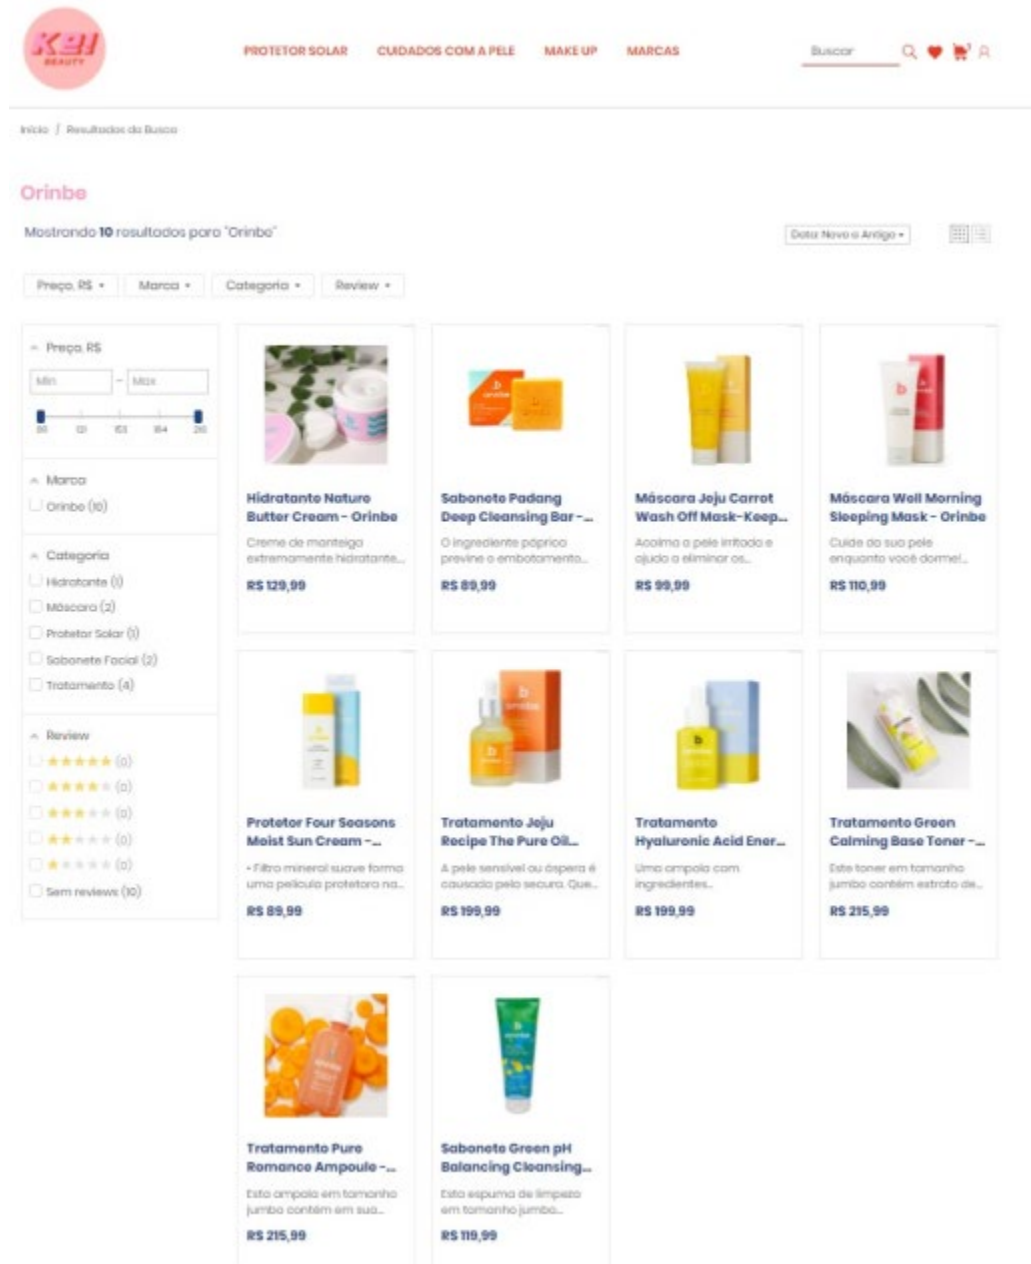 KEI
BEAUTY
PROTETOR SOLAR CUIDADOS COM A PELE MAKE UP MARCAS
Buscar
Início / Resultados da Busca
Orinbe
Mostrando 10 resultados para "Orinbe"
Data: Novo a Antigo
Preço, R$ Marca Categoria Review
Preço, R$
Min – Max
121 153 184
Marca
Orinbe (10)
Categoria
Hidratante (1)
Máscara (2)
Protetor Solar (1)
Sabonete Facial (2)
Tratamento (4)
Review
(0)
(0)
(0)
(0)
(0)
Sem reviews (10)
Hidratante Nature
Butter Cream - Orinbe
Creme de manteiga
extremamente hidratante...
R$ 129,99
Sabonete Padang
Deep Cleansing Bar -...
O ingrediente páprica
previne o embotamento...
R$ 89,99
Máscara Jeju Carrot
Wash Off Mask-Keep...
Acalma a pele irritada e
ajuda a eliminar os...
R$ 99,99
Máscara Well Morning
Sleeping Mask - Orinbe
Cuide da sua pele
enquanto você dorme!...
R$ 110,99
Protetor Four Seasons
Moist Sun Cream -...
• Filtro mineral suave forma
uma película protetora na...
R$ 89,99
Tratamento Jeju
Recipe The Pure Oil...
A pele sensível ou áspera é
causada pela secura. Que...
R$ 199,99
Tratamento
Hyaluronic Acid Ener...
Uma ampola com
ingredientes...
R$ 199,99
Tratamento Green
Calming Base Toner -...
Este toner em tamanho
jumbo contém extrato de...
R$ 215,99
Tratamento Pure
Romance Ampoule -...
Esta ampola em tamanho
jumbo contém em sua...
R$ 215,99
Sabonete Green pH
Balancing Cleansing...
Esta espuma de limpeza
em tamanho jumbo...
R$ 119,99